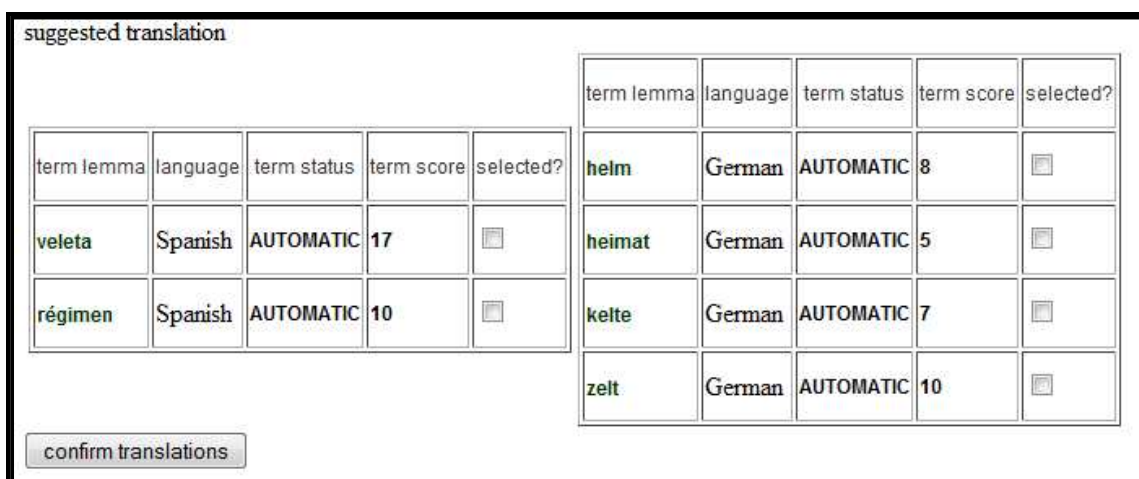 suggested translation
term lemma language term status term score selected?
veleta Spanish AUTOMATIC 17
régimen Spanish AUTOMATIC 10
term lemma language term status term score selected?
helm German AUTOMATIC 8
heimat German AUTOMATIC 5
kelte German AUTOMATIC 7
zelt German AUTOMATIC 10
confirm translations